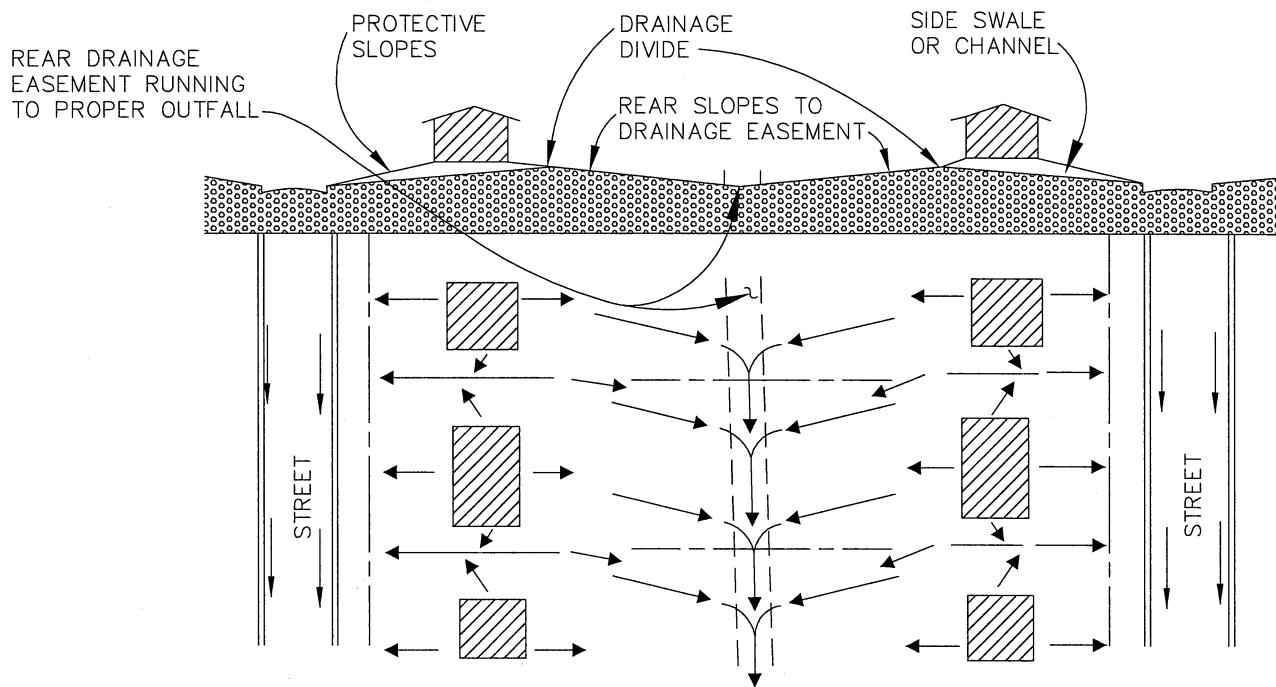 PROTECTIVE
SLOPES
DRAINAGE
DIVIDE
SIDE SWALE
OR CHANNEL
REAR DRAINAGE
EASEMENT RUNNING
TO PROPER OUTFALL
REAR SLOPES TO
DRAINAGE EASEMENT
STREET
STREET